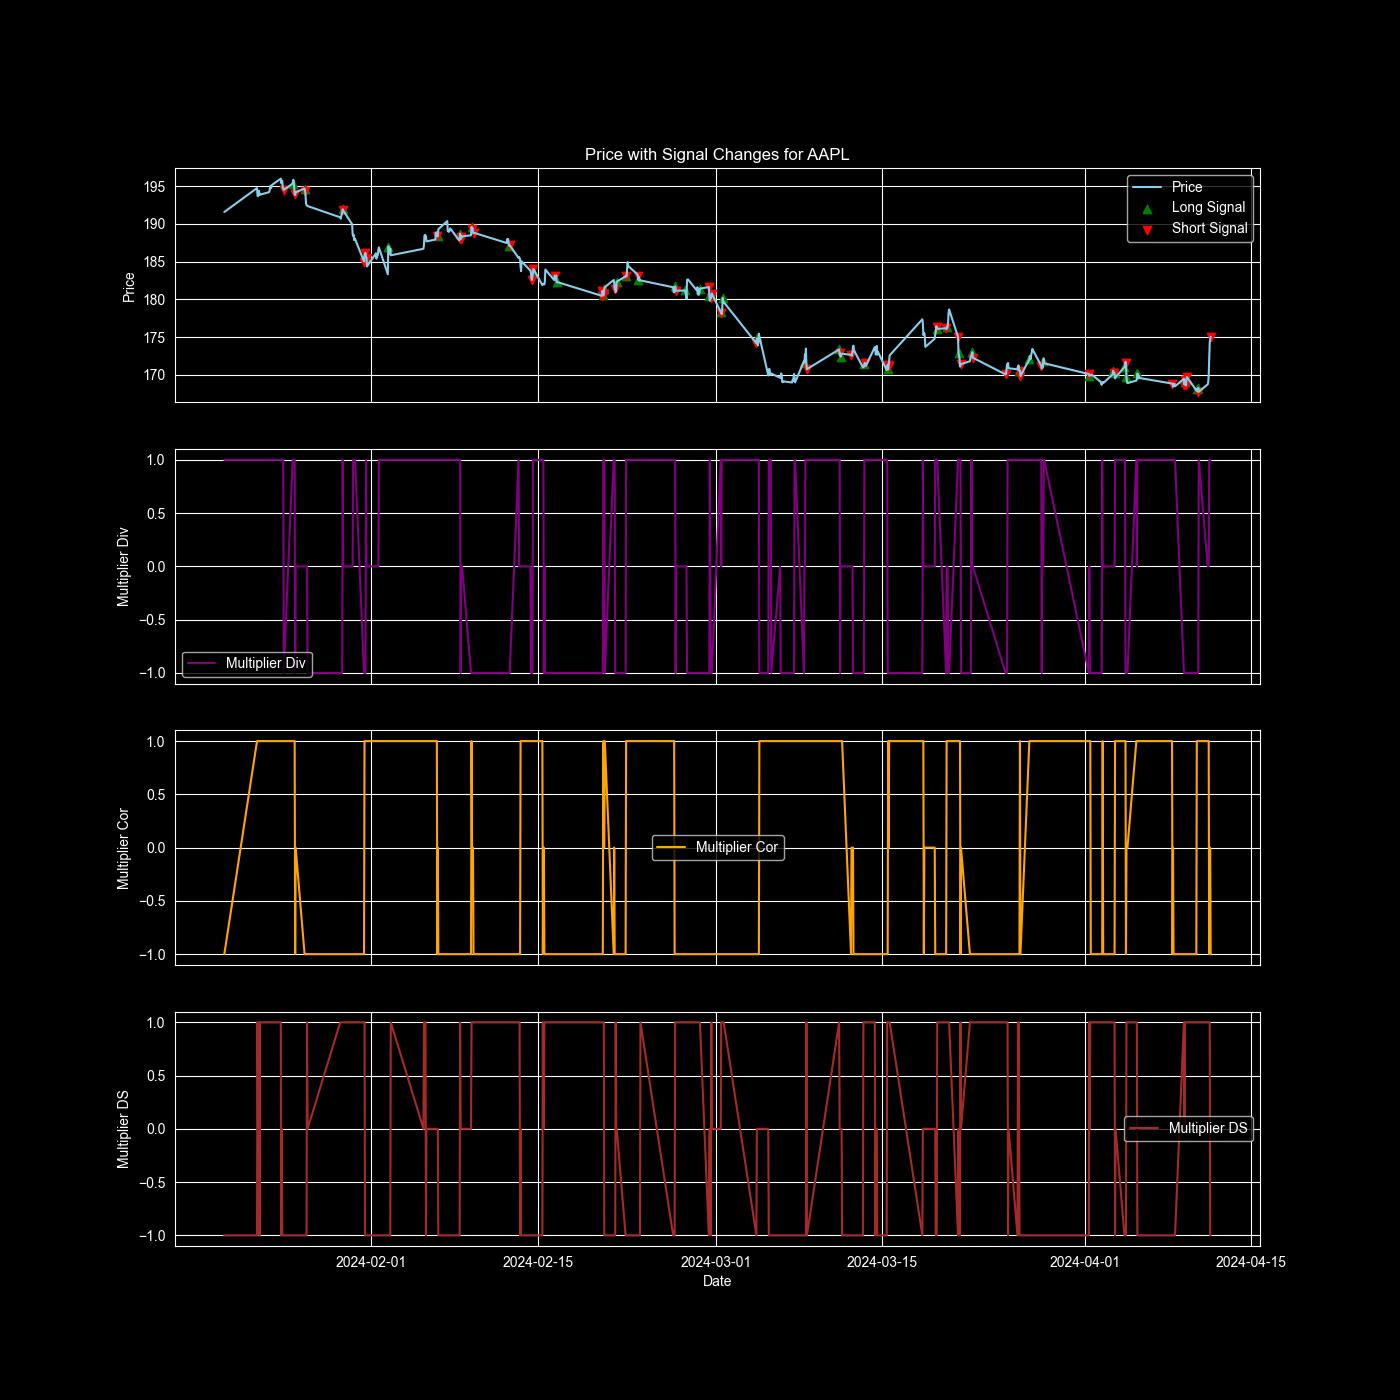 Price with Signal Changes for AAPL
Price
195
190
185
180
175
170
Price
Long Signal
Short Signal
Multiplier Div
1.0
0.5
0.0
−0.5
−1.0
Multiplier Div
Multiplier Cor
1.0
0.5
0.0
−0.5
−1.0
Multiplier Cor
Multiplier DS
1.0
0.5
0.0
−0.5
−1.0
Multiplier DS
2024-02-01
2024-02-15
2024-03-01
2024-03-15
2024-04-01
2024-04-15
Date